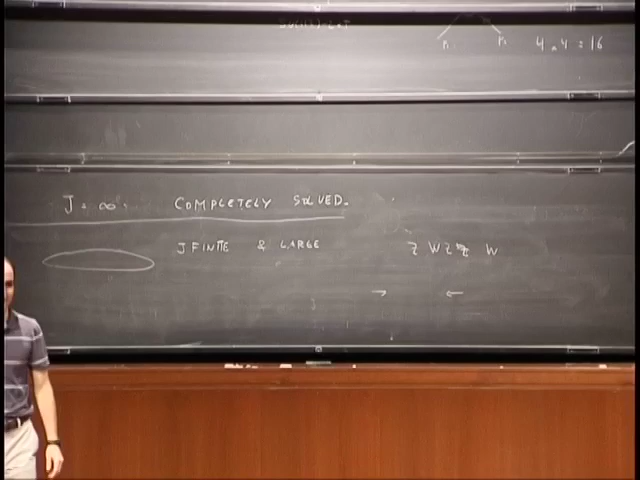 4.4=16
J=∞. COMPLETELY SOLVED.
J FINITE & LARGE Z W Z Z W
→ ←